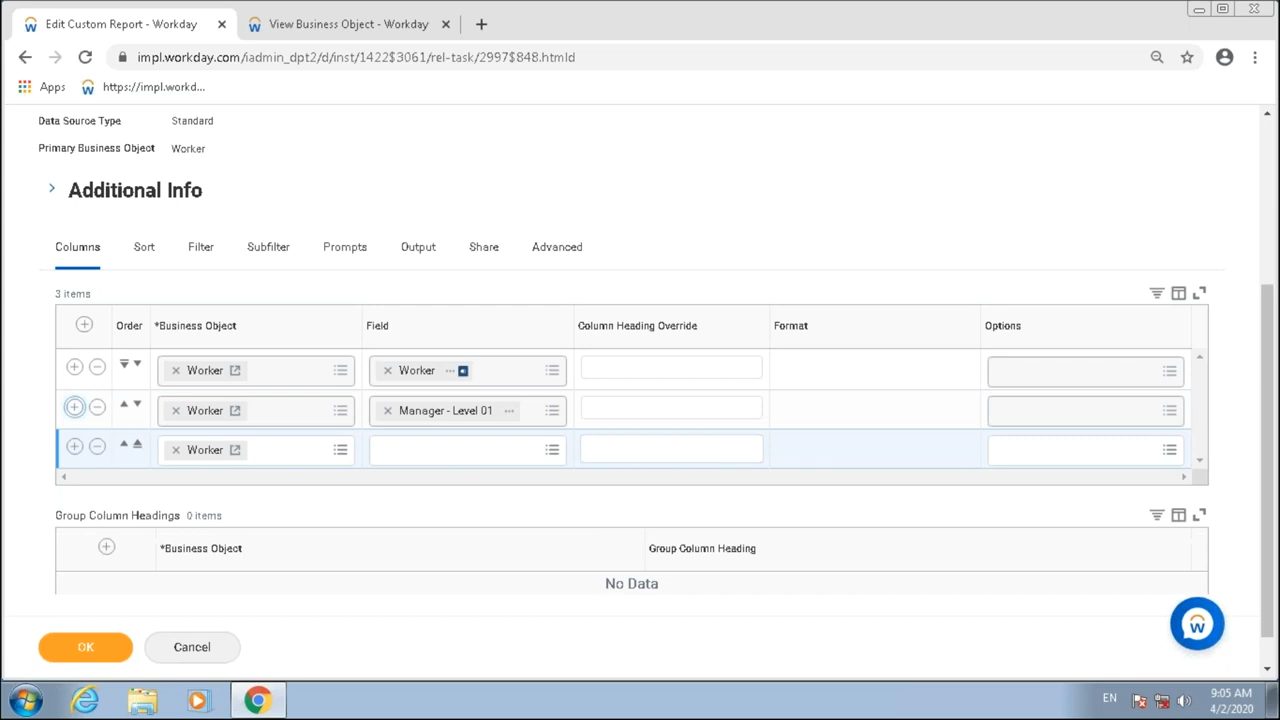 Edit Custom Report - Workday
View Business Object - Workday
impl.workday.com/iadmin_dpt2/d/inst/1422$3061/rel-task/2997$848.htmld
Apps
https://impl.workd...
Data Source Type Standard
Primary Business Object Worker
Additional Info
Columns Sort Filter Subfilter Prompts Output Share Advanced
3 items
Order *Business Object Field Column Heading Override Format Options
Worker Worker
Worker Manager - Level 01
Worker
Group Column Headings 0 items
*Business Object Group Column Heading
No Data
OK Cancel
EN 9:05 AM
4/2/2020